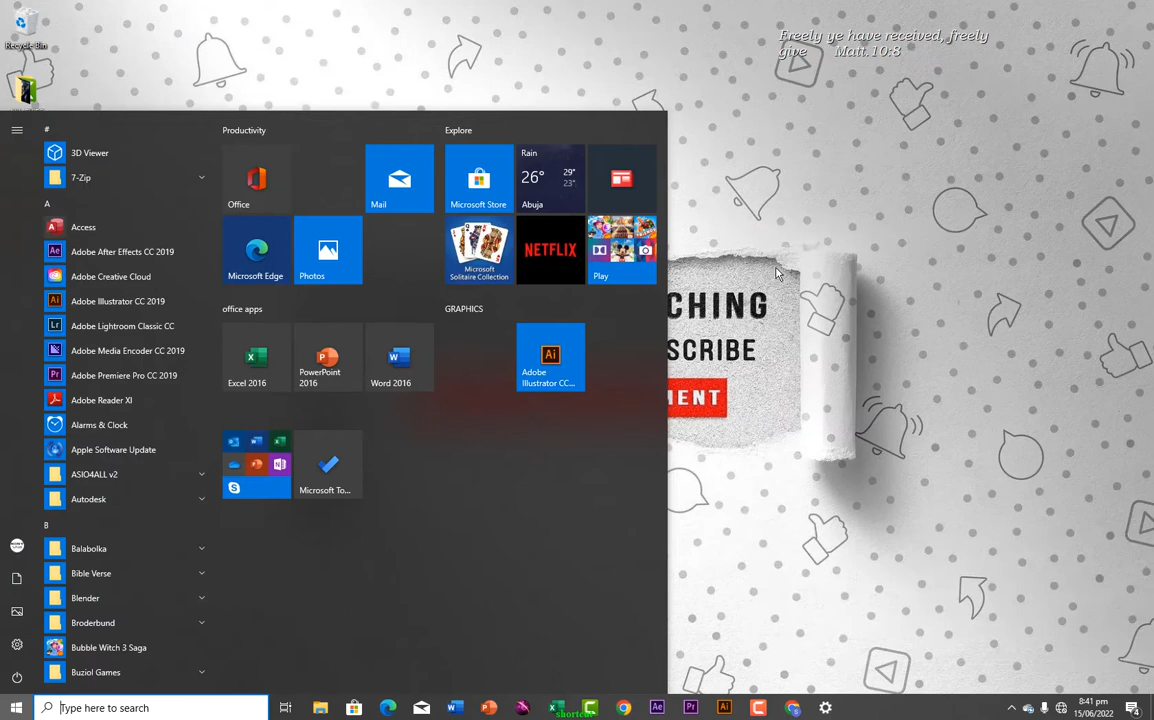 Recycle Bin
Freely ye have received, freely
give Matt.10:8
#
3D Viewer
7-Zip
A
Access
Adobe After Effects CC 2019
Adobe Creative Cloud
Adobe Illustrator CC 2019
Adobe Lightroom Classic CC
Adobe Media Encoder CC 2019
Adobe Premiere Pro CC 2019
Adobe Reader XI
Alarms & Clock
Apple Software Update
ASIO4ALL v2
Autodesk
B
Balabolka
Bible Verse
Blender
Broderbund
Bubble Witch 3 Saga
Buziol Games
Productivity
Office
Mail
Microsoft Edge
Photos
office apps
Excel 2016
PowerPoint
2016
Word 2016
Microsoft To...
Explore
Microsoft Store
Rain
26° 29°
23°
Abuja
Microsoft
Solitaire Collection
NETFLIX
Play
GRAPHICS
Ai
Adobe
Illustrator CC...
CHING
SCRIBE
MENT
Type here to search
shortcut
8:41 pm
15/06/2022
4